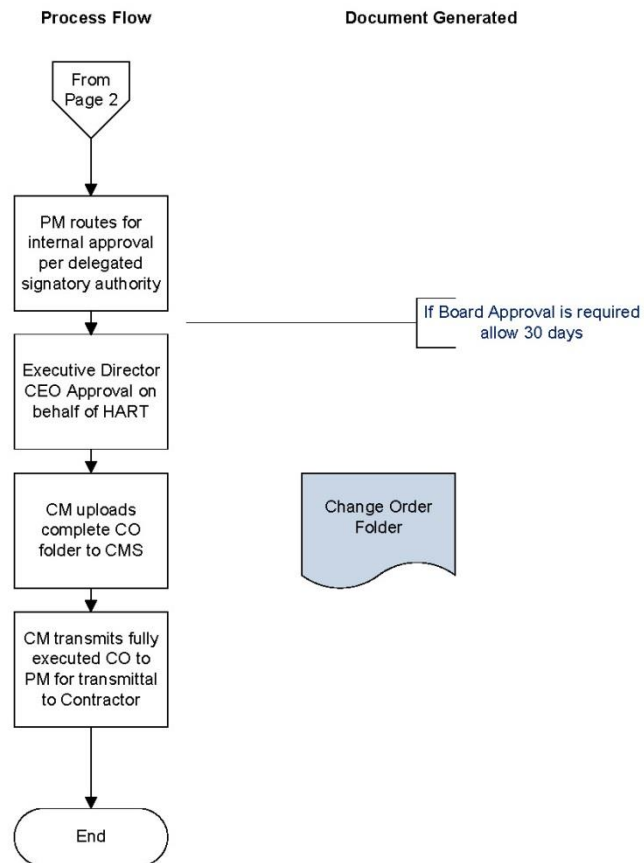 Process Flow
Document Generated
From
Page 2
PM routes for
internal approval
per delegated
signatory authority
If Board Approval is required
allow 30 days
Executive Director
CEO Approval on
behalf of HART
CM uploads
complete CO
folder to CMS
Change Order
Folder
CM transmits fully
executed CO to
PM for transmittal
to Contractor
End